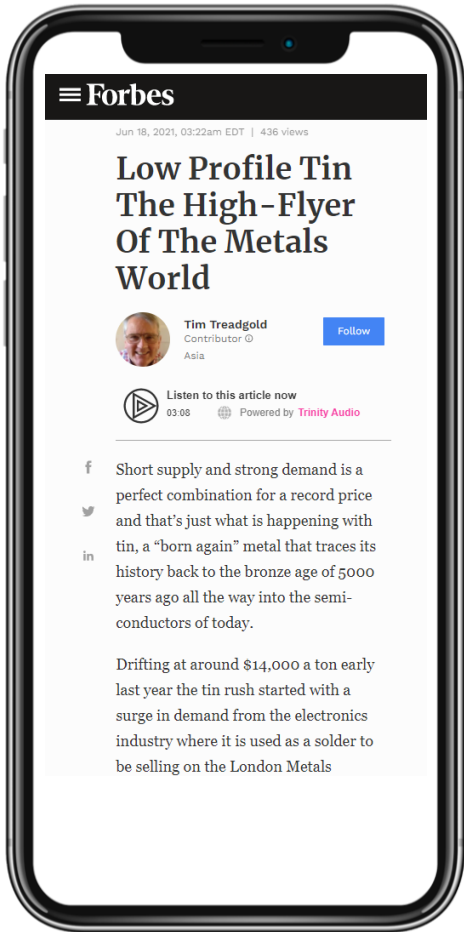 Forbes
Jun 18, 2021, 03:22am EDT | 436 views
Low Profile Tin
The High-Flyer
Of The Metals
World
Tim Treadgold
Contributor
Asia
Follow
Listen to this article now
03:08
Powered by Trinity Audio
Short supply and strong demand is a
perfect combination for a record price
and that’s just what is happening with
tin, a “born again” metal that traces its
history back to the bronze age of 5000
years ago all the way into the semi-
conductors of today.
Drifting at around $14,000 a ton early
last year the tin rush started with a
surge in demand from the electronics
industry where it is used as a solder to
be selling on the London Metals